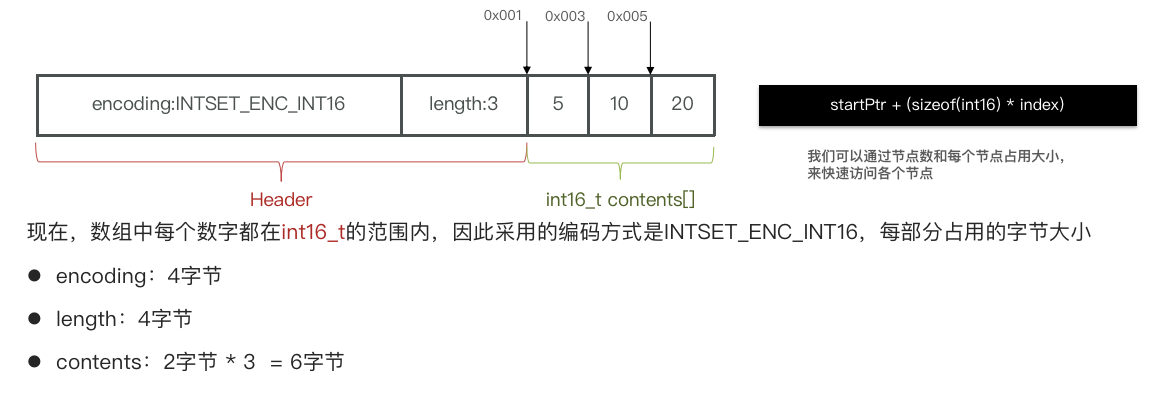 0x001 0x003 0x005
encoding:INTSET_ENC_INT16 length:3 5 10 20
startPtr + (sizeof(int16) * index)
我们可以通过节点数和每个节点占用大小，
来快速访问各个节点
Header int16_t contents[]
现在，数组中每个数字都在int16_t的范围内，因此采用的编码方式是INTSET_ENC_INT16，每部分占用的字节大小
● encoding：4字节
● length：4字节
● contents：2字节 * 3 = 6字节